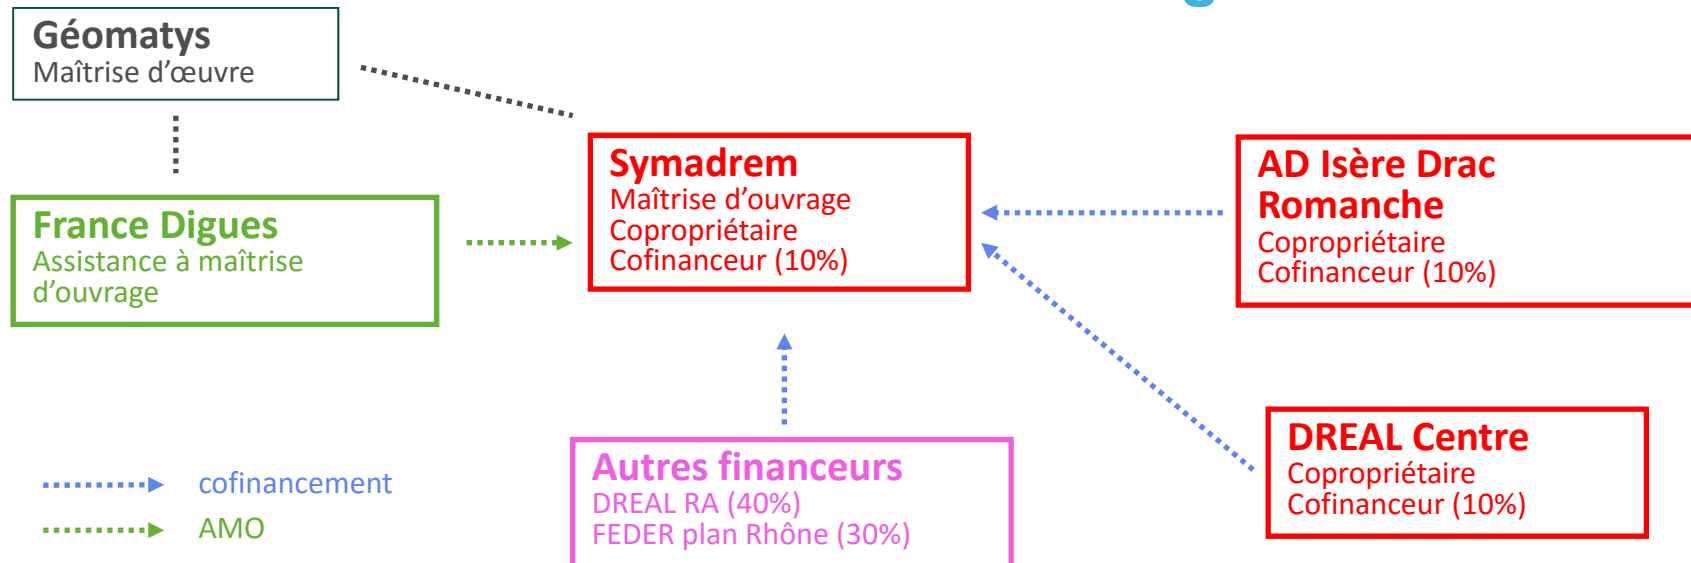 Géomatys
Maîtrise d’œuvre
France Digues
Assistance à maîtrise
d’ouvrage
Symadrem
Maîtrise d’ouvrage
Copropriétaire
Cofinanceur (10%)
AD Isère Drac
Romanche
Copropriétaire
Cofinanceur (10%)
DREAL Centre
Copropriétaire
Cofinanceur (10%)
Autres financeurs
DREAL RA (40%)
FEDER plan Rhône (30%)
cofinancement
AMO